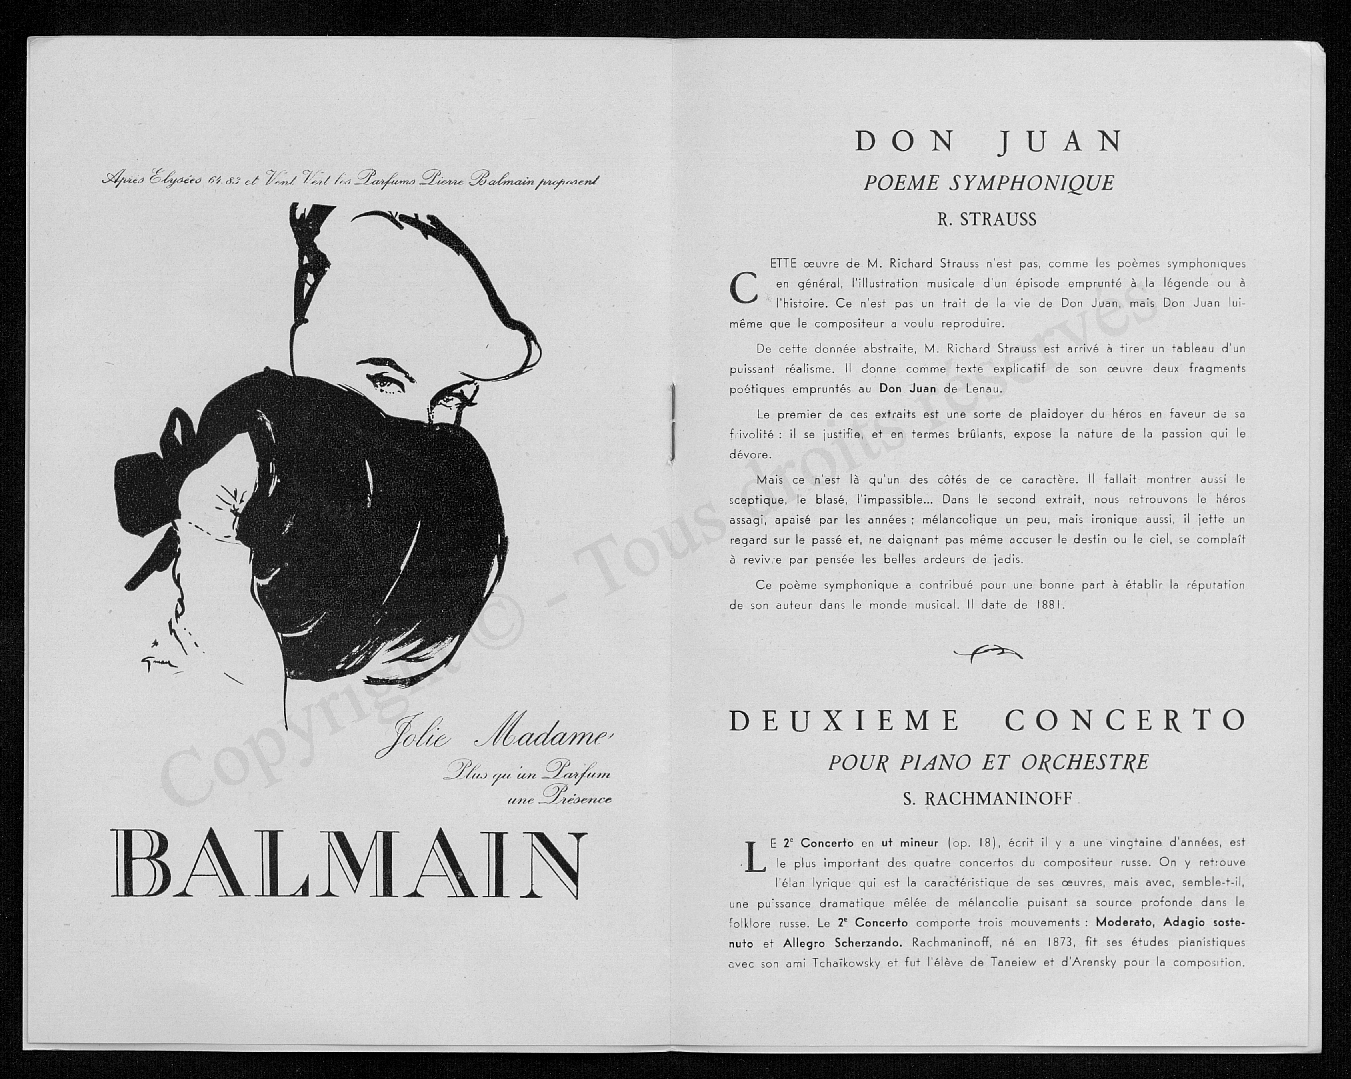 Après Elysées 64.83 et Vent Vert les Parfums Pierre Balmain proposent
Gruau
Jolie Madame
Plus qu'un Parfum
une Présence
BALMAIN
DON JUAN
POEME SYMPHONIQUE
R. STRAUSS
CETTE œuvre de M. Richard Strauss n'est pas, comme les poèmes symphoniques
en général, l'illustration musicale d'un épisode emprunté à la légende ou à
l'histoire. Ce n'est pas un trait de la vie de Don Juan, mais Don Juan lui-
même que le compositeur a voulu reproduire.
De cette donnée abstraite, M. Richard Strauss est arrivé à tirer un tableau d'un
puissant réalisme. Il donne comme texte explicatif de son œuvre deux fragments
poétiques empruntés au Don Juan de Lenau.
Le premier de ces extraits est une sorte de plaidoyer du héros en faveur de sa
frivolité : il se justifie, et en termes brûlants, expose la nature de la passion qui le
dévore.
Mais ce n'est là qu'un des côtés de ce caractère. Il fallait montrer aussi le
sceptique, le blasé, l'impassible... Dans le second extrait, nous retrouvons le héros
assagi, apaisé par les années ; mélancolique un peu, mais ironique aussi, il jette un
regard sur le passé et, ne daignant pas même accuser le destin ou le ciel, se complaît
à revivre par pensée les belles ardeurs de jadis.
Ce poème symphonique a contribué pour une bonne part à établir la réputation
de son auteur dans le monde musical. Il date de 1881.
DEUXIEME CONCERTO
POUR PIANO ET ORCHESTRE
S. RACHMANINOFF
LE 2e Concerto en ut mineur (op. 18), écrit il y a une vingtaine d'années, est
le plus important des quatre concertos du compositeur russe. On y retrouve
l'élan lyrique qui est la caractéristique de ses œuvres, mais avec, semble-t-il,
une puissance dramatique mêlée de mélancolie puisant sa source profonde dans le
folklore russe. Le 2e Concerto comporte trois mouvements : Moderato, Adagio soste-
nuto et Allegro Scherzando. Rachmaninoff, né en 1873, fit ses études pianistiques
avec son ami Tchaïkowsky et fut l'élève de Taneiew et d'Arensky pour la composition.
Copyright © - Tous droits réservés